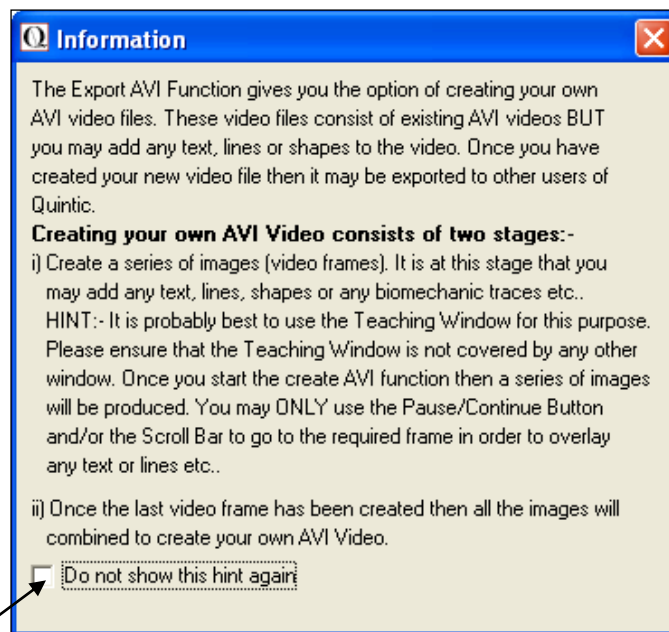 Q Information
The Export AVI Function gives you the option of creating your own
AVI video files. These video files consist of existing AVI videos BUT
you may add any text, lines or shapes to the video. Once you have
created your new video file then it may be exported to other users of
Quintic.
Creating your own AVI Video consists of two stages:-
i) Create a series of images (video frames). It is at this stage that you
may add any text, lines, shapes or any biomechanic traces etc..
HINT:- It is probably best to use the Teaching Window for this purpose.
Please ensure that the Teaching Window is not covered by any other
window. Once you start the create AVI function then a series of images
will be produced. You may ONLY use the Pause/Continue Button
and/or the Scroll Bar to go to the required frame in order to overlay
any text or lines etc..
ii) Once the last video frame has been created then all the images will
combined to create your own AVI Video.
Do not show this hint again